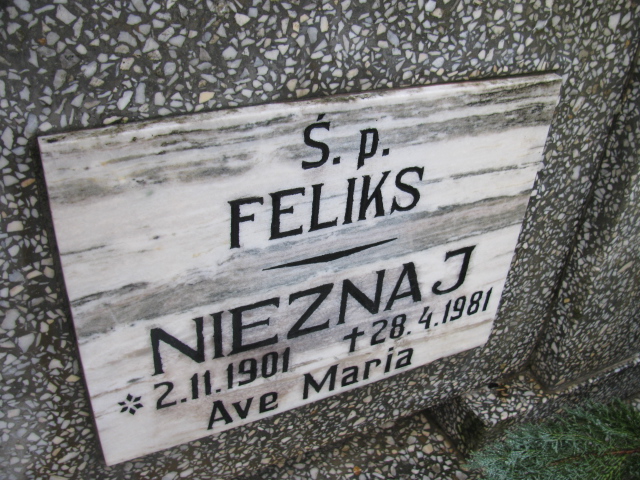 Ś. p.
FELIKS
NIEZNAJ
* 2.11.1901 †28.4.1981
Ave Maria